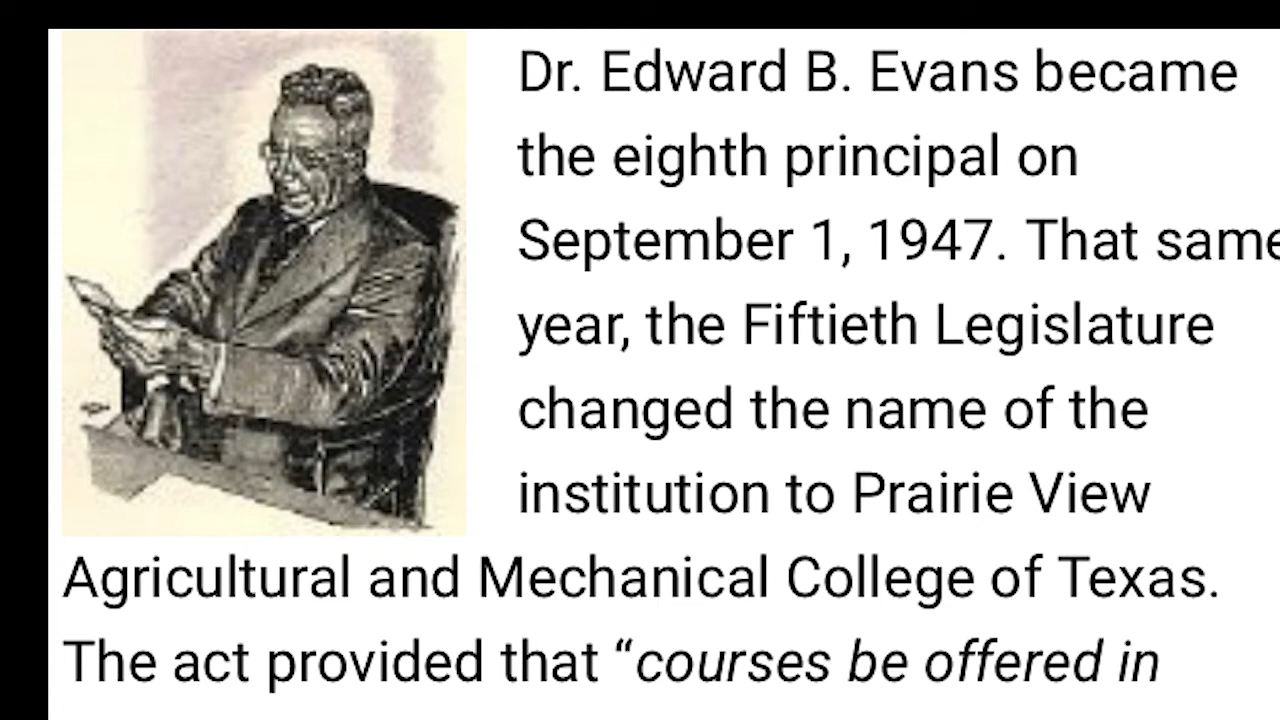 Dr. Edward B. Evans became
the eighth principal on
September 1, 1947. That same
year, the Fiftieth Legislature
changed the name of the
institution to Prairie View
Agricultural and Mechanical College of Texas.
The act provided that “courses be offered in